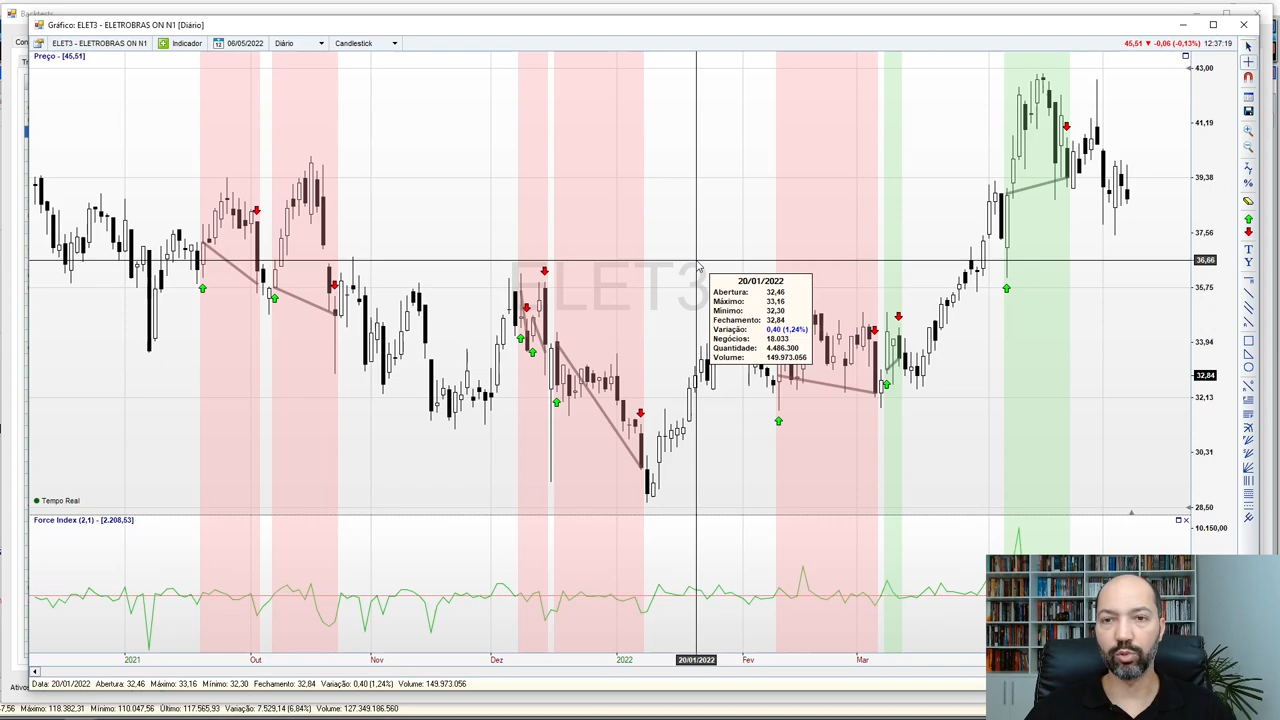 Backtests
Gráfico: ELET3 - ELETROBRAS ON N1 [Diário]
ELET3 - ELETROBRAS ON N1
Indicador
06/05/2022
Diário
Candlestick
45,51 ▼ -0,06 (-0,13%) 12:37:19
Preço - [45,51]
43,00
41,19
39,38
37,56
36,66
35,75
33,94
32,84
32,13
30,31
28,50
ELET3
20/01/2022
Abertura: 32,46
Máximo: 33,16
Mínimo: 32,30
Fechamento: 32,84
Variação: 0,40 (1,24%)
Negócios: 18.033
Quantidade: 4.486.300
Volume: 149.973.056
Tempo Real
Force Index (2,1) - [2.208,53]
10.150,00
2021
Out
Nov
Dez
2022
20/01/2022
Fev
Mar
Data: 20/01/2022 Abertura: 32,46 Máximo: 33,16 Mínimo: 32,30 Fechamento: 32,84 Variação: 0,40 (1,24%) Volume: 149.973.056
7,56 Máximo: 118.382,31 Mínimo: 110.047,56 Último: 117.565,93 Variação: 7.529,14 (6,84%) Volume: 127.349.186.560